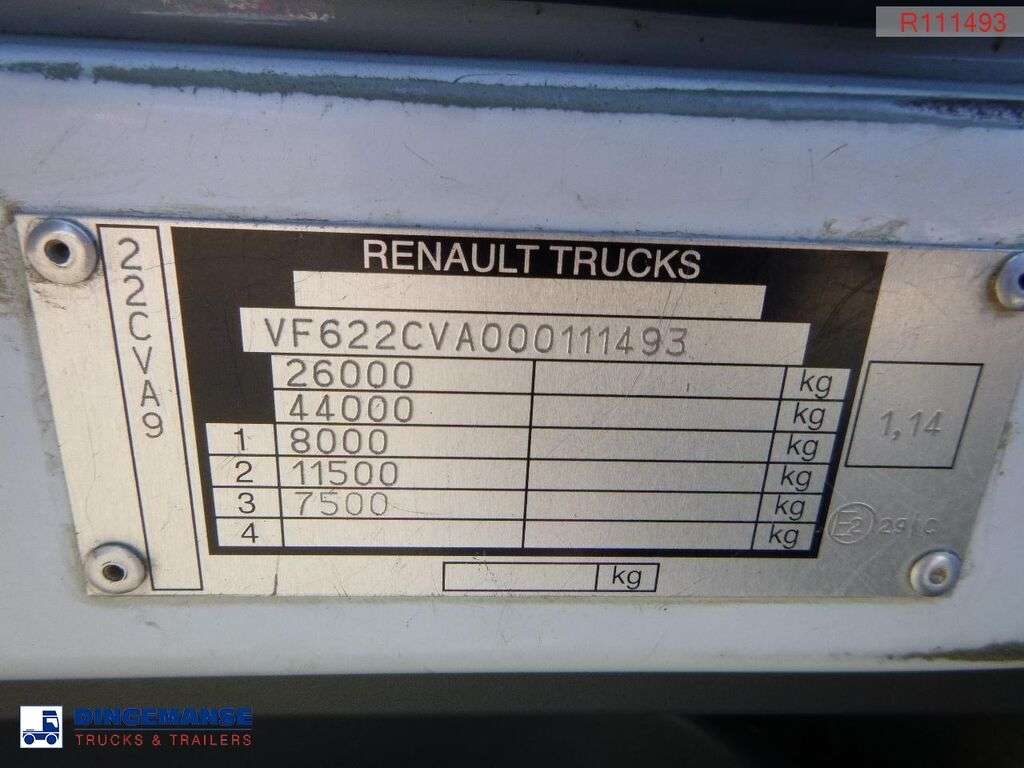 R111493
22CVA9
RENAULT TRUCKS
VF622CVA000111493
26000 kg
44000 kg
1 8000 kg
2 11500 kg
3 7500 kg
4 kg
kg
1,14
E2
DINGEMANSE
TRUCKS & TRAILERS